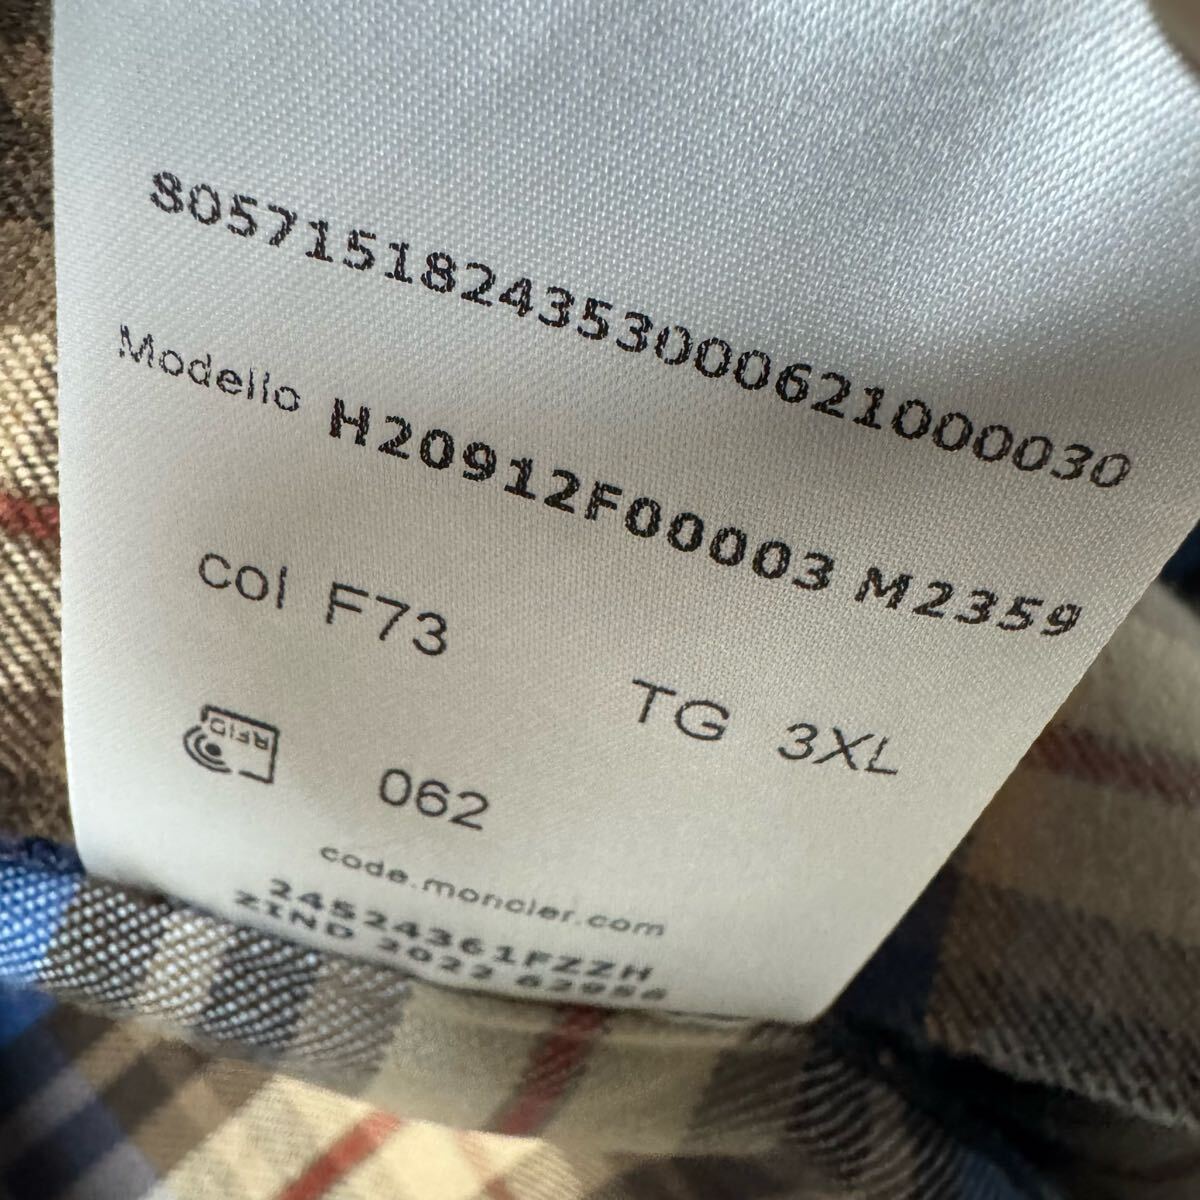 8057151824353000621000030
Modello H20912F00003 M2359
col F73
TG 3XL
RFID
062
code.moncler.com
24524361FZZH
ZIND 2022 62956